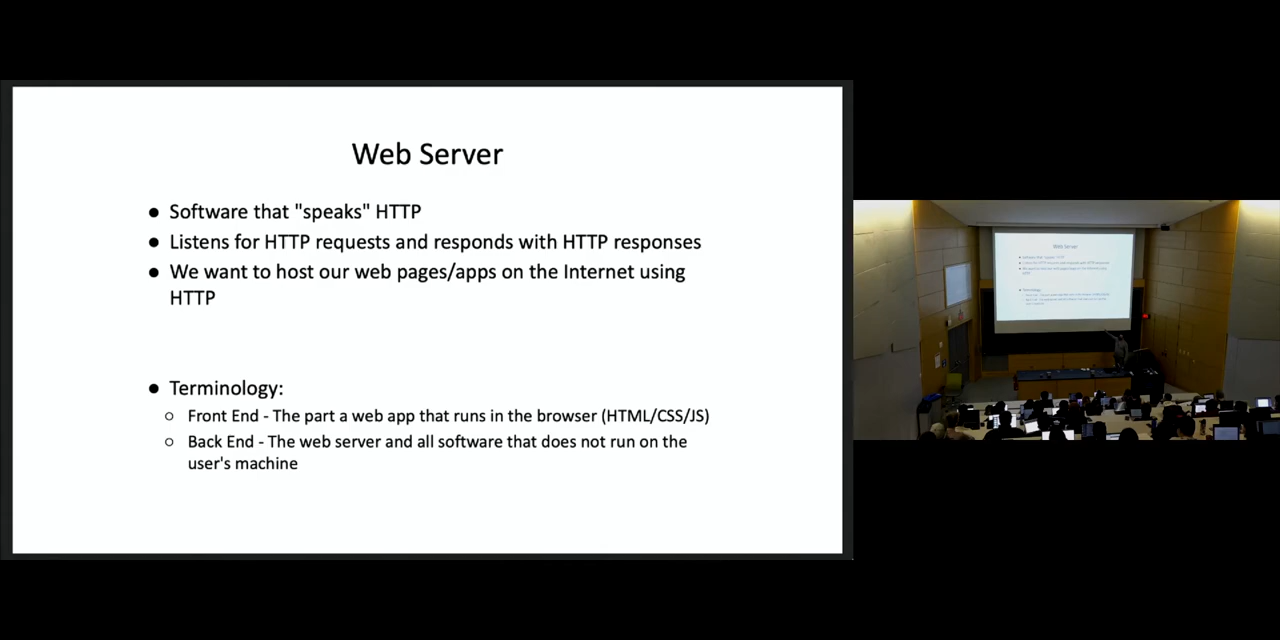 Web Server
● Software that "speaks" HTTP
● Listens for HTTP requests and responds with HTTP responses
● We want to host our web pages/apps on the Internet using
HTTP
● Terminology:
○ Front End - The part a web app that runs in the browser (HTML/CSS/JS)
○ Back End - The web server and all software that does not run on the
user's machine
Web Server